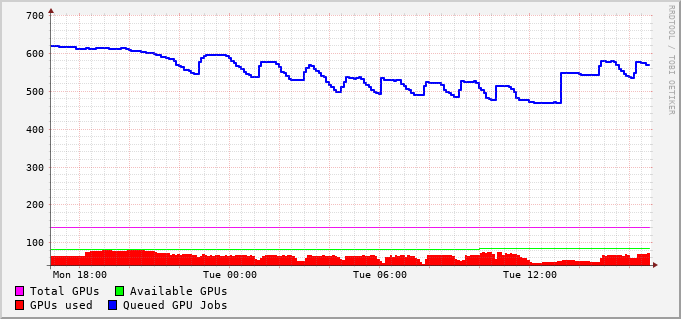 700
600
500
400
300
200
100
Mon 18:00 Tue 00:00 Tue 06:00 Tue 12:00
Total GPUs Available GPUs
GPUs used Queued GPU Jobs
RRDTOOL / TOBI OETIKER